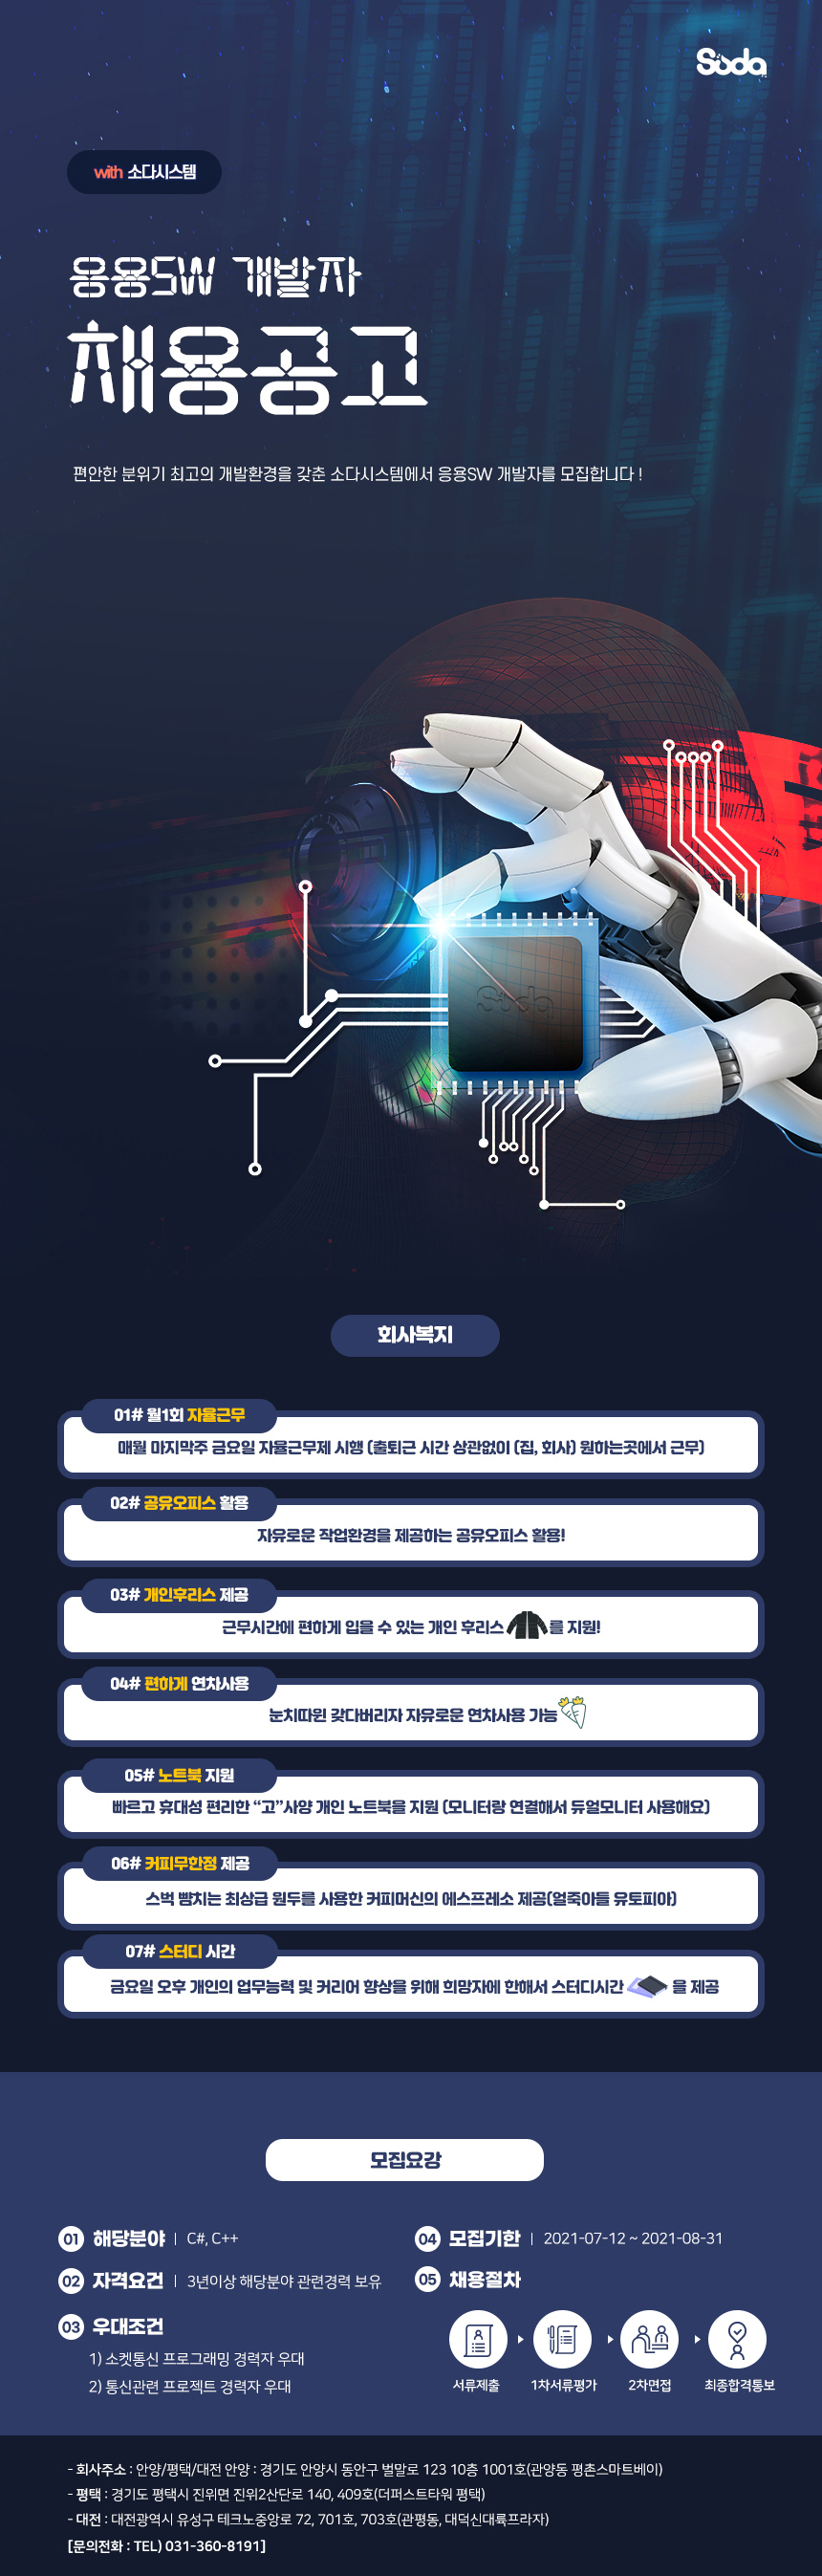 Soda
with 소다시스템
응용SW 개발자
채용공고
편안한 분위기 최고의 개발환경을 갖춘 소다시스템에서 응용SW 개발자를 모집합니다 !
Soda
회사복지
01# 월1회 자율근무
매월 마지막주 금요일 자율근무제 시행 (출퇴근 시간 상관없이 (집, 회사) 원하는곳에서 근무)
02# 공유오피스 활용
자유로운 작업환경을 제공하는 공유오피스 활용!
03# 개인후리스 제공
근무시간에 편하게 입을 수 있는 개인 후리스 를 지원!
04# 편하게 연차사용
눈치따윈 갖다버리자 자유로운 연차사용 가능
05# 노트북 지원
빠르고 휴대성 편리한 “고”사양 개인 노트북을 지원 (모니터랑 연결해서 듀얼모니터 사용해요)
06# 커피무한정 제공
스벅 뺨치는 최상급 원두를 사용한 커피머신의 에스프레소 제공(얼죽아들 유토피아)
07# 스터디 시간
금요일 오후 개인의 업무능력 및 커리어 향상을 위해 희망자에 한해서 스터디시간 을 제공
모집요강
01 해당분야 | C#, C++
02 자격요건 | 3년이상 해당분야 관련경력 보유
03 우대조건
1) 소켓통신 프로그래밍 경력자 우대
2) 통신관련 프로젝트 경력자 우대
04 모집기한 | 2021-07-12 ~ 2021-08-31
05 채용절차
서류제출 1차서류평가 2차면접 최종합격통보
- 회사주소 : 안양/평택/대전 안양 : 경기도 안양시 동안구 벌말로 123 10층 1001호(관양동 평촌스마트베이)
- 평택 : 경기도 평택시 진위면 진위2산단로 140, 409호(더퍼스트타워 평택)
- 대전 : 대전광역시 유성구 테크노중앙로 72, 701호, 703호(관평동, 대덕신대륙프라자)
[문의전화 : TEL) 031-360-8191]